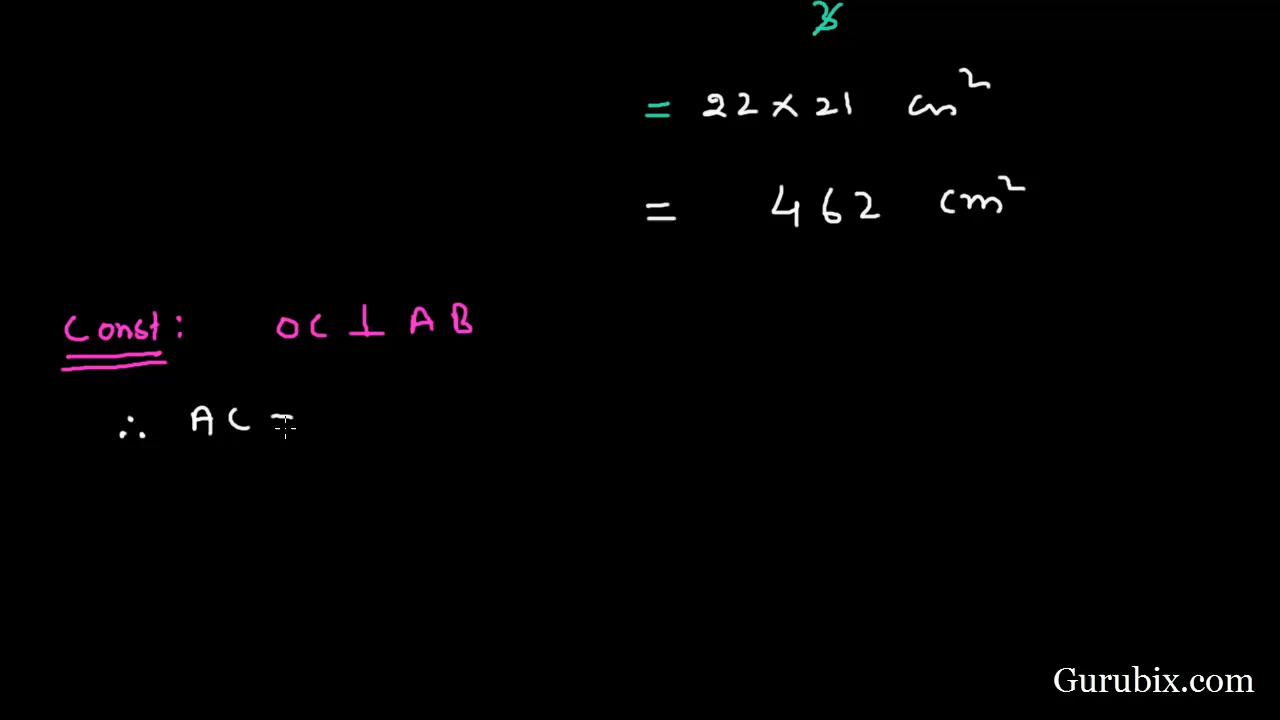 = 22 × 21 cm²
= 462 cm²
Const: OC ⊥ AB
∴ AC =
Gurubix.com